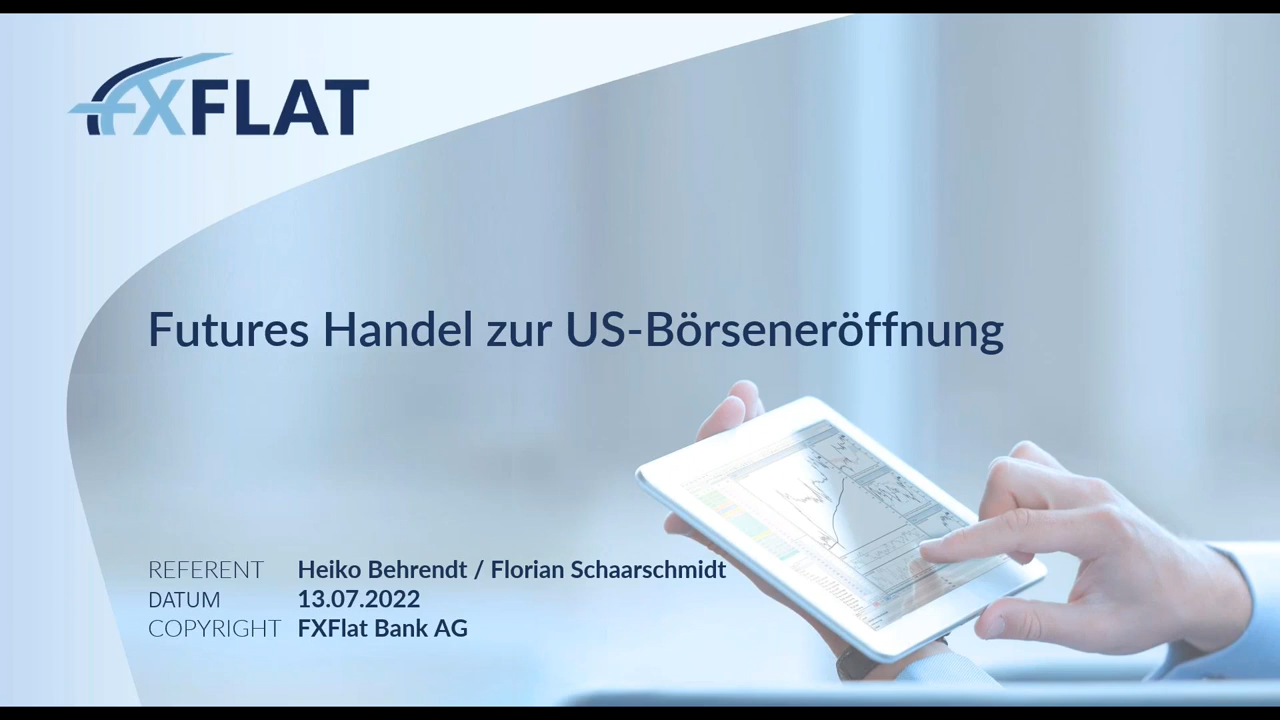 fxFLAT
Futures Handel zur US-Börseneröffnung
REFERENT Heiko Behrendt / Florian Schaarschmidt
DATUM 13.07.2022
COPYRIGHT FXFlat Bank AG